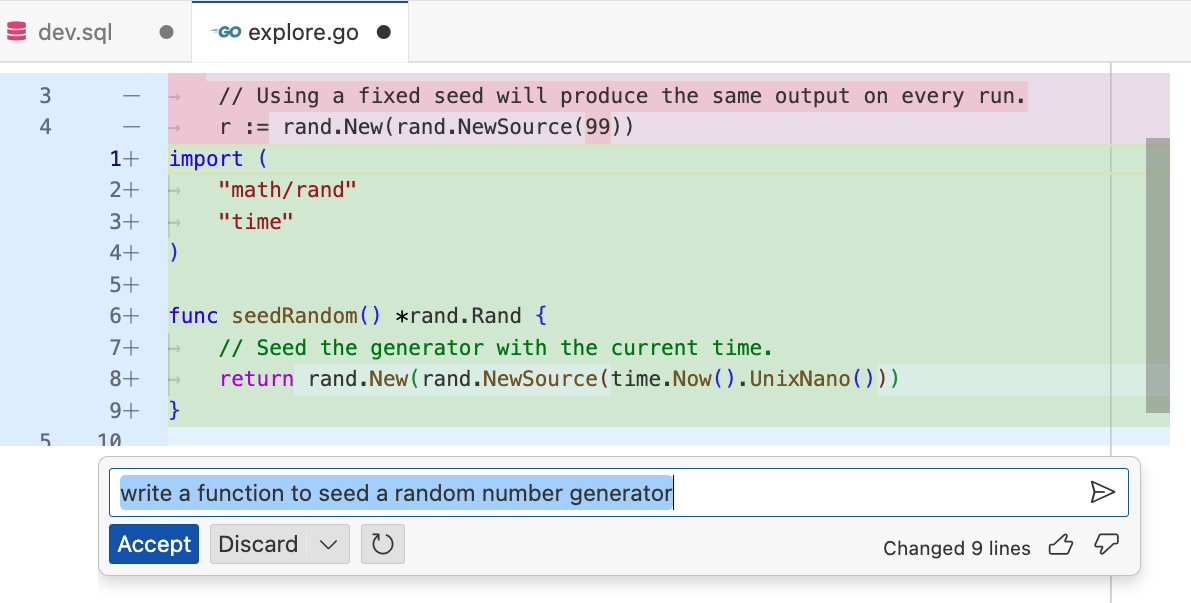 dev.sql
GO explore.go
3 — // Using a fixed seed will produce the same output on every run.
4 — r := rand.New(rand.NewSource(99))
1+ import (
2+ "math/rand"
3+ "time"
4+ )
5+
6+ func seedRandom() *rand.Rand {
7+ // Seed the generator with the current time.
8+ return rand.New(rand.NewSource(time.Now().UnixNano()))
9+ }
5 10
write a function to seed a random number generator
Accept Discard
Changed 9 lines